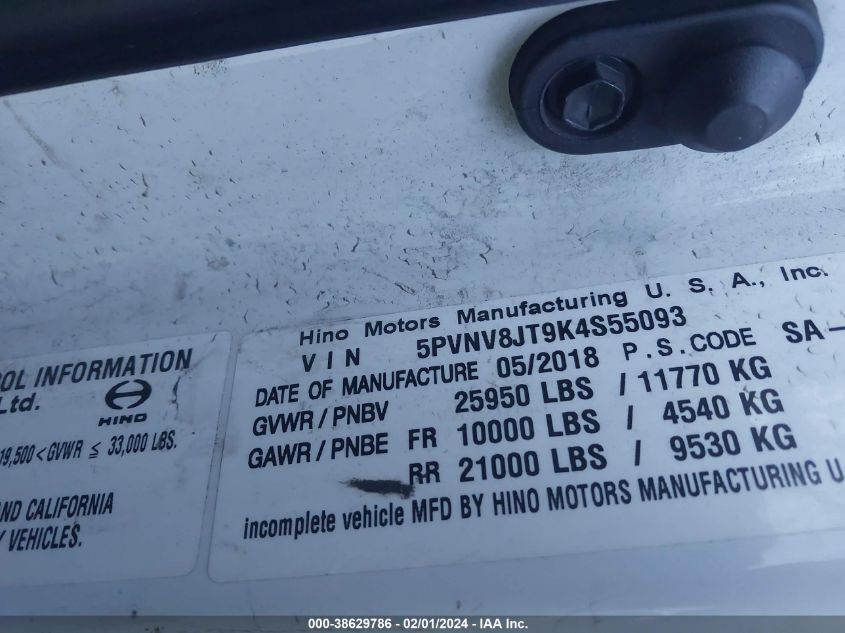 Hino Motors Manufacturing U. S. A., Inc.
VIN 5PVNV8JT9K4S55093
DATE OF MANUFACTURE 05/2018 P.S.CODE SA-
GVWR / PNBV 25950 LBS / 11770 KG
GAWR / PNBE FR 10000 LBS / 4540 KG
RR 21000 LBS / 9530 KG
incomplete vehicle MFD BY HINO MOTORS MANUFACTURING U
OL INFORMATION
Ltd.
HINO
19,500 < GVWR ≤ 33,000 LBS.
ND CALIFORNIA
VEHICLES.
000-38629786 - 02/01/2024 - IAA Inc.